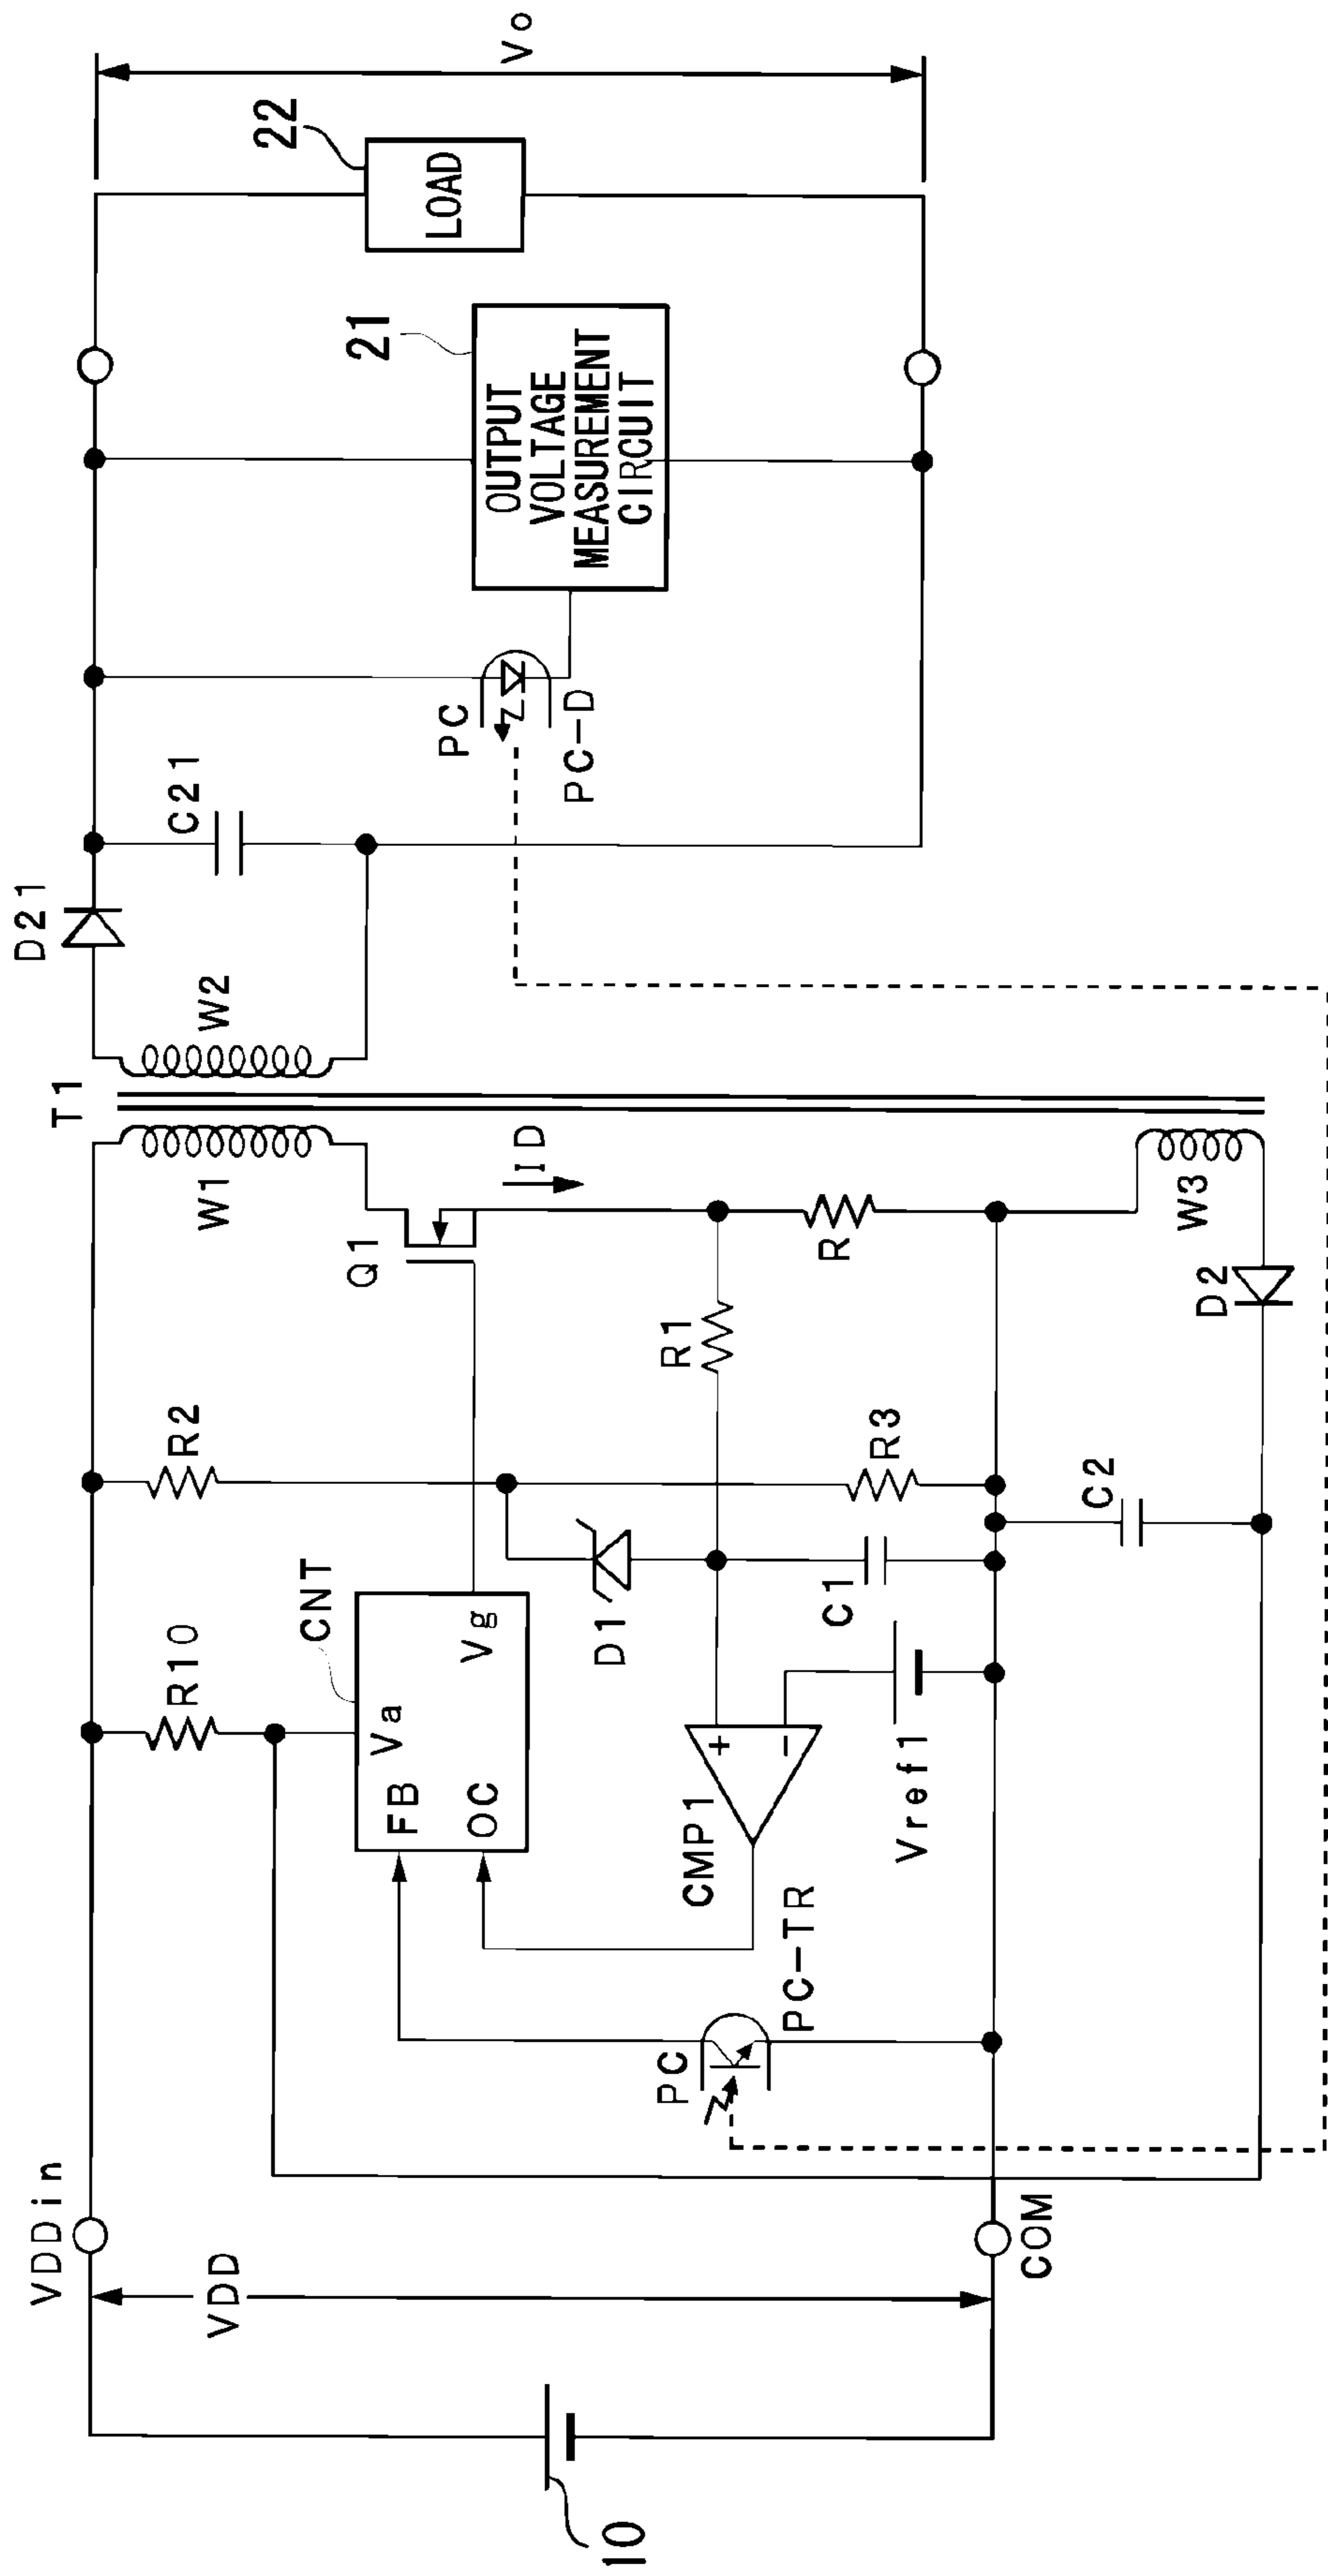 T1
D21
C21
22
Vo
LOAD
21
OUTPUT
VOLTAGE
MEASUREMENT
CIRCUIT
PC
PC-D
W2
W1
Q1
ID
R
R1
R2
R3
W3
D2
C2
C1
D1
CNT
R10
Va
Vg
FB
OC
CMP1
+
-
Vref1
PC
PC-TR
VDDin
VDD
COM
10